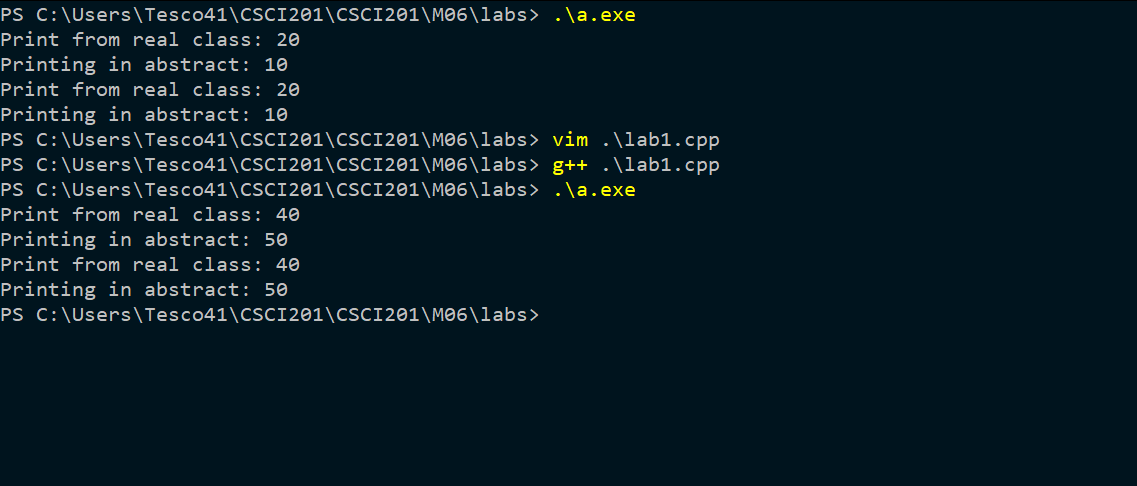 PS C:\Users\Tesco41\CSCI201\CSCI201\M06\labs> .\a.exe
Print from real class: 20
Printing in abstract: 10
Print from real class: 20
Printing in abstract: 10
PS C:\Users\Tesco41\CSCI201\CSCI201\M06\labs> vim .\lab1.cpp
PS C:\Users\Tesco41\CSCI201\CSCI201\M06\labs> g++ .\lab1.cpp
PS C:\Users\Tesco41\CSCI201\CSCI201\M06\labs> .\a.exe
Print from real class: 40
Printing in abstract: 50
Print from real class: 40
Printing in abstract: 50
PS C:\Users\Tesco41\CSCI201\CSCI201\M06\labs>